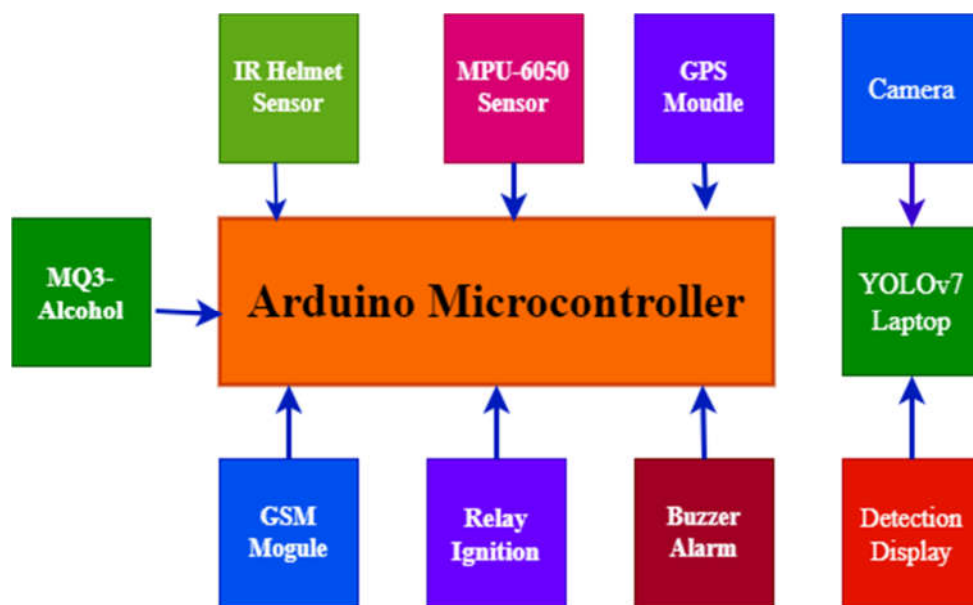 IR Helmet
Sensor
MPU-6050
Sensor
GPS
Moudle
Camera
MQ3-
Alcohol
Arduino Microcontroller
YOLOv7
Laptop
GSM
Mogule
Relay
Ignition
Buzzer
Alarm
Detection
Display